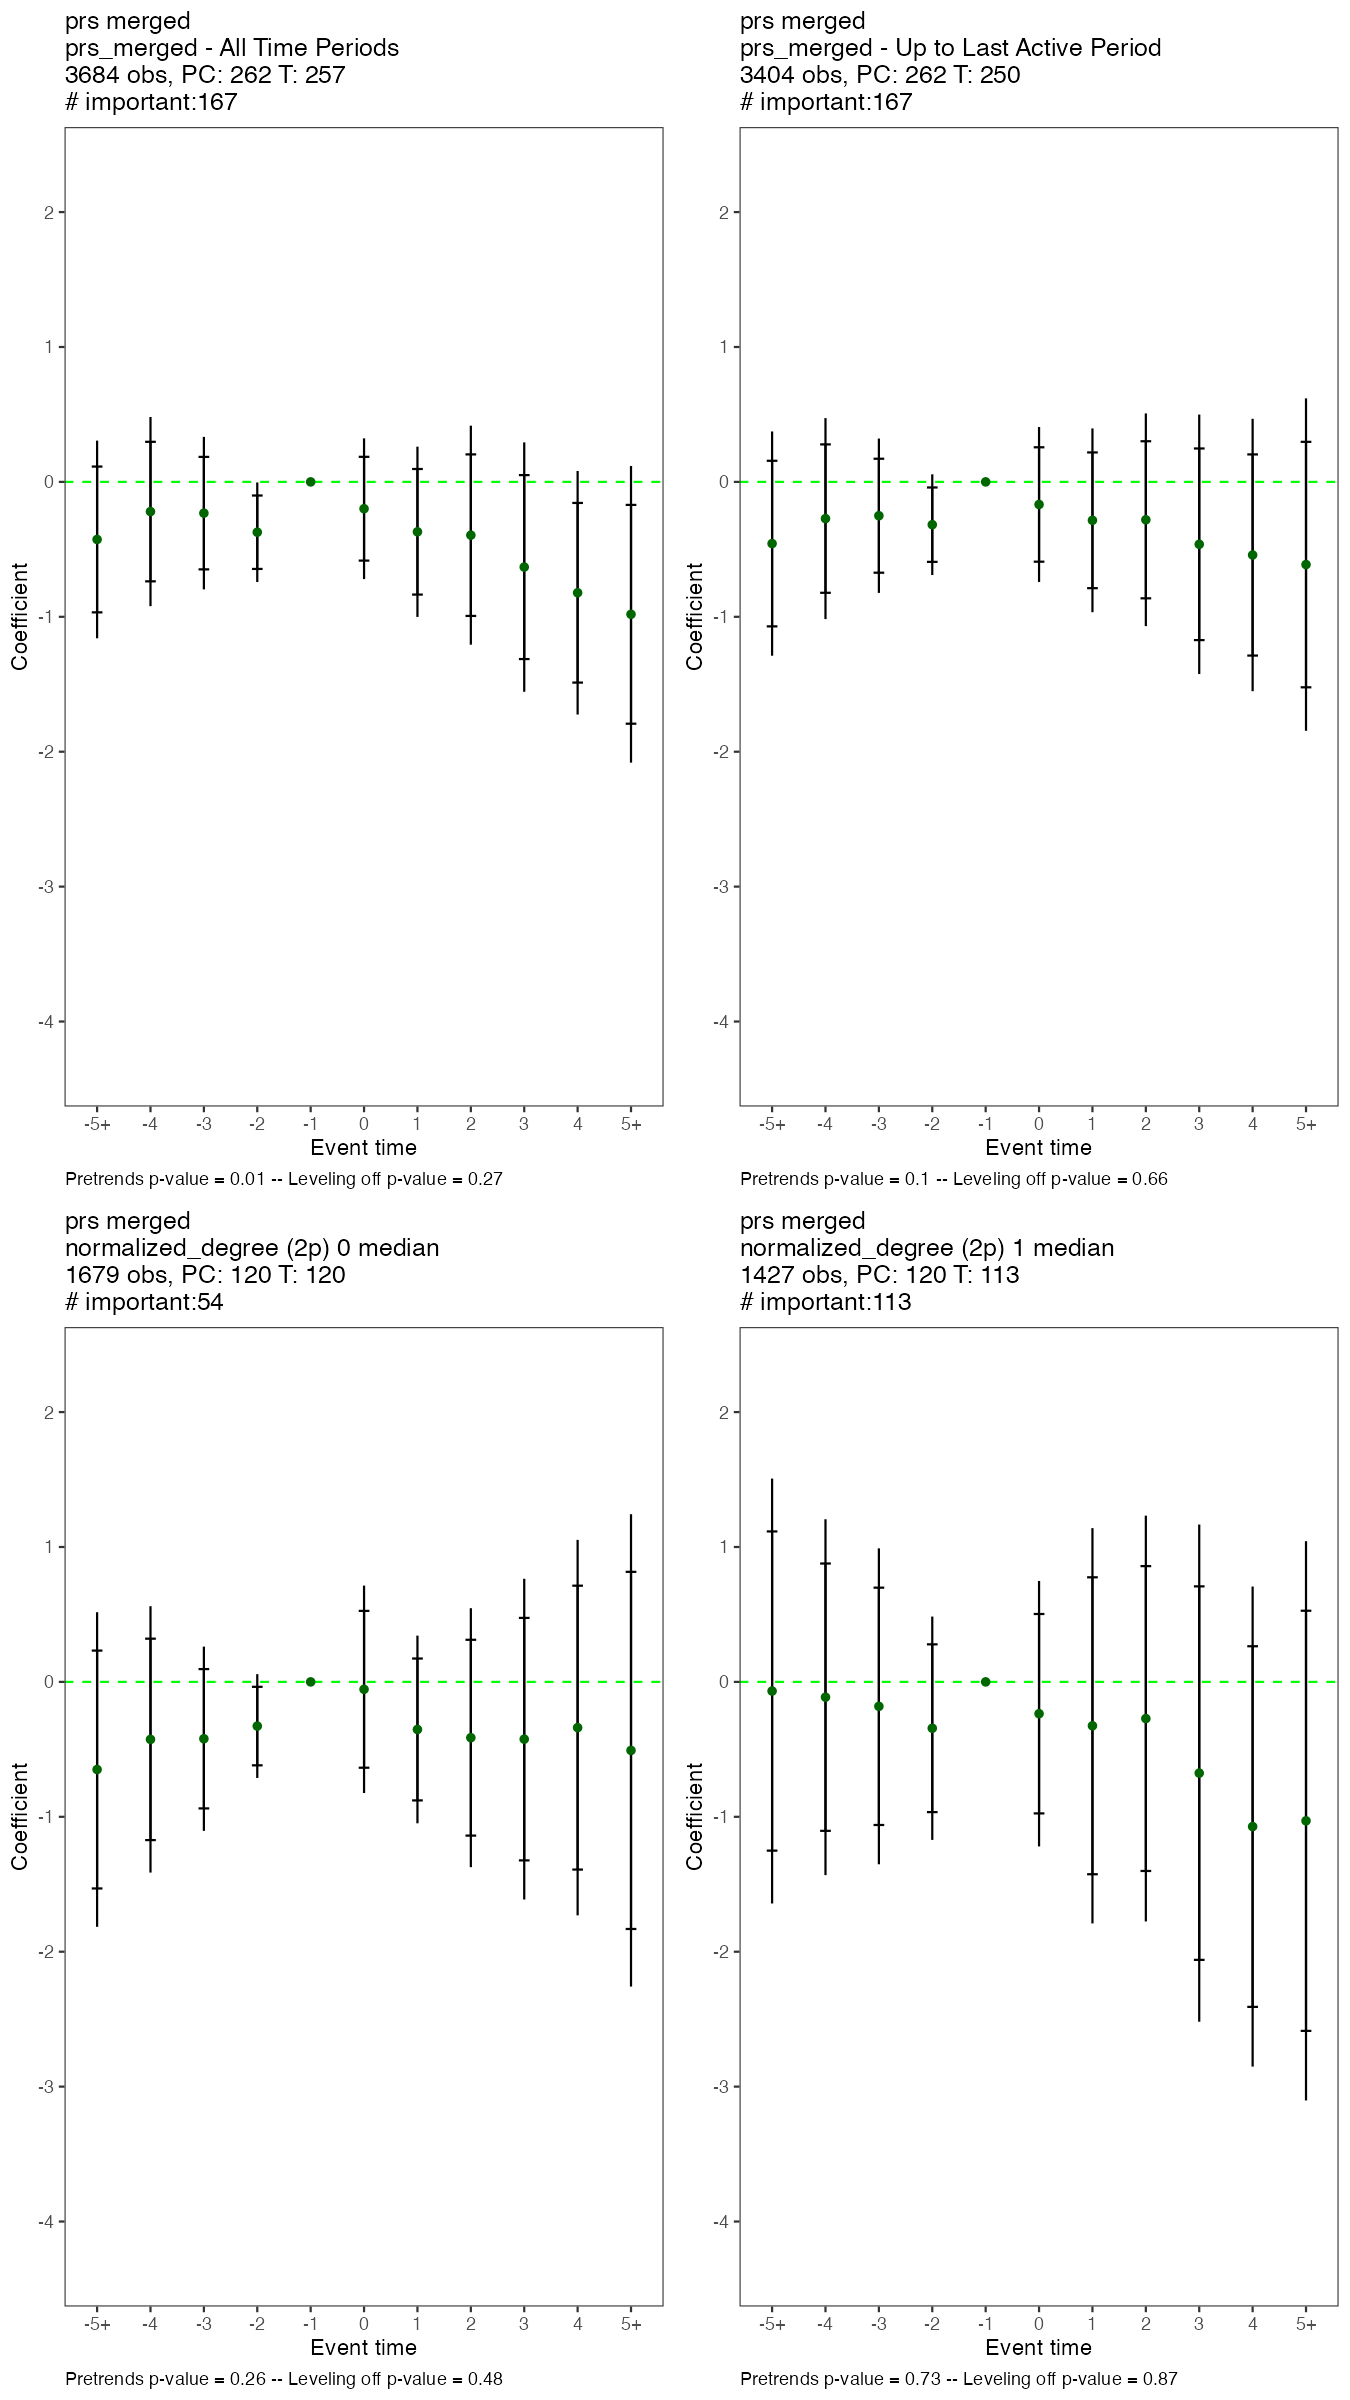 prs merged
prs_merged - All Time Periods
3684 obs, PC: 262 T: 257
# important:167
2
1
0
-1
-2
-3
-4
Coefficient
-5+ -4 -3 -2 -1 0 1 2 3 4 5+
Event time
Pretrends p-value = 0.01 -- Leveling off p-value = 0.27
prs merged
prs_merged - Up to Last Active Period
3404 obs, PC: 262 T: 250
# important:167
2
1
0
-1
-2
-3
-4
Coefficient
-5+ -4 -3 -2 -1 0 1 2 3 4 5+
Event time
Pretrends p-value = 0.1 -- Leveling off p-value = 0.66
prs merged
normalized_degree (2p) 0 median
1679 obs, PC: 120 T: 120
# important:54
2
1
0
-1
-2
-3
-4
Coefficient
-5+ -4 -3 -2 -1 0 1 2 3 4 5+
Event time
Pretrends p-value = 0.26 -- Leveling off p-value = 0.48
prs merged
normalized_degree (2p) 1 median
1427 obs, PC: 120 T: 113
# important:113
2
1
0
-1
-2
-3
-4
Coefficient
-5+ -4 -3 -2 -1 0 1 2 3 4 5+
Event time
Pretrends p-value = 0.73 -- Leveling off p-value = 0.87